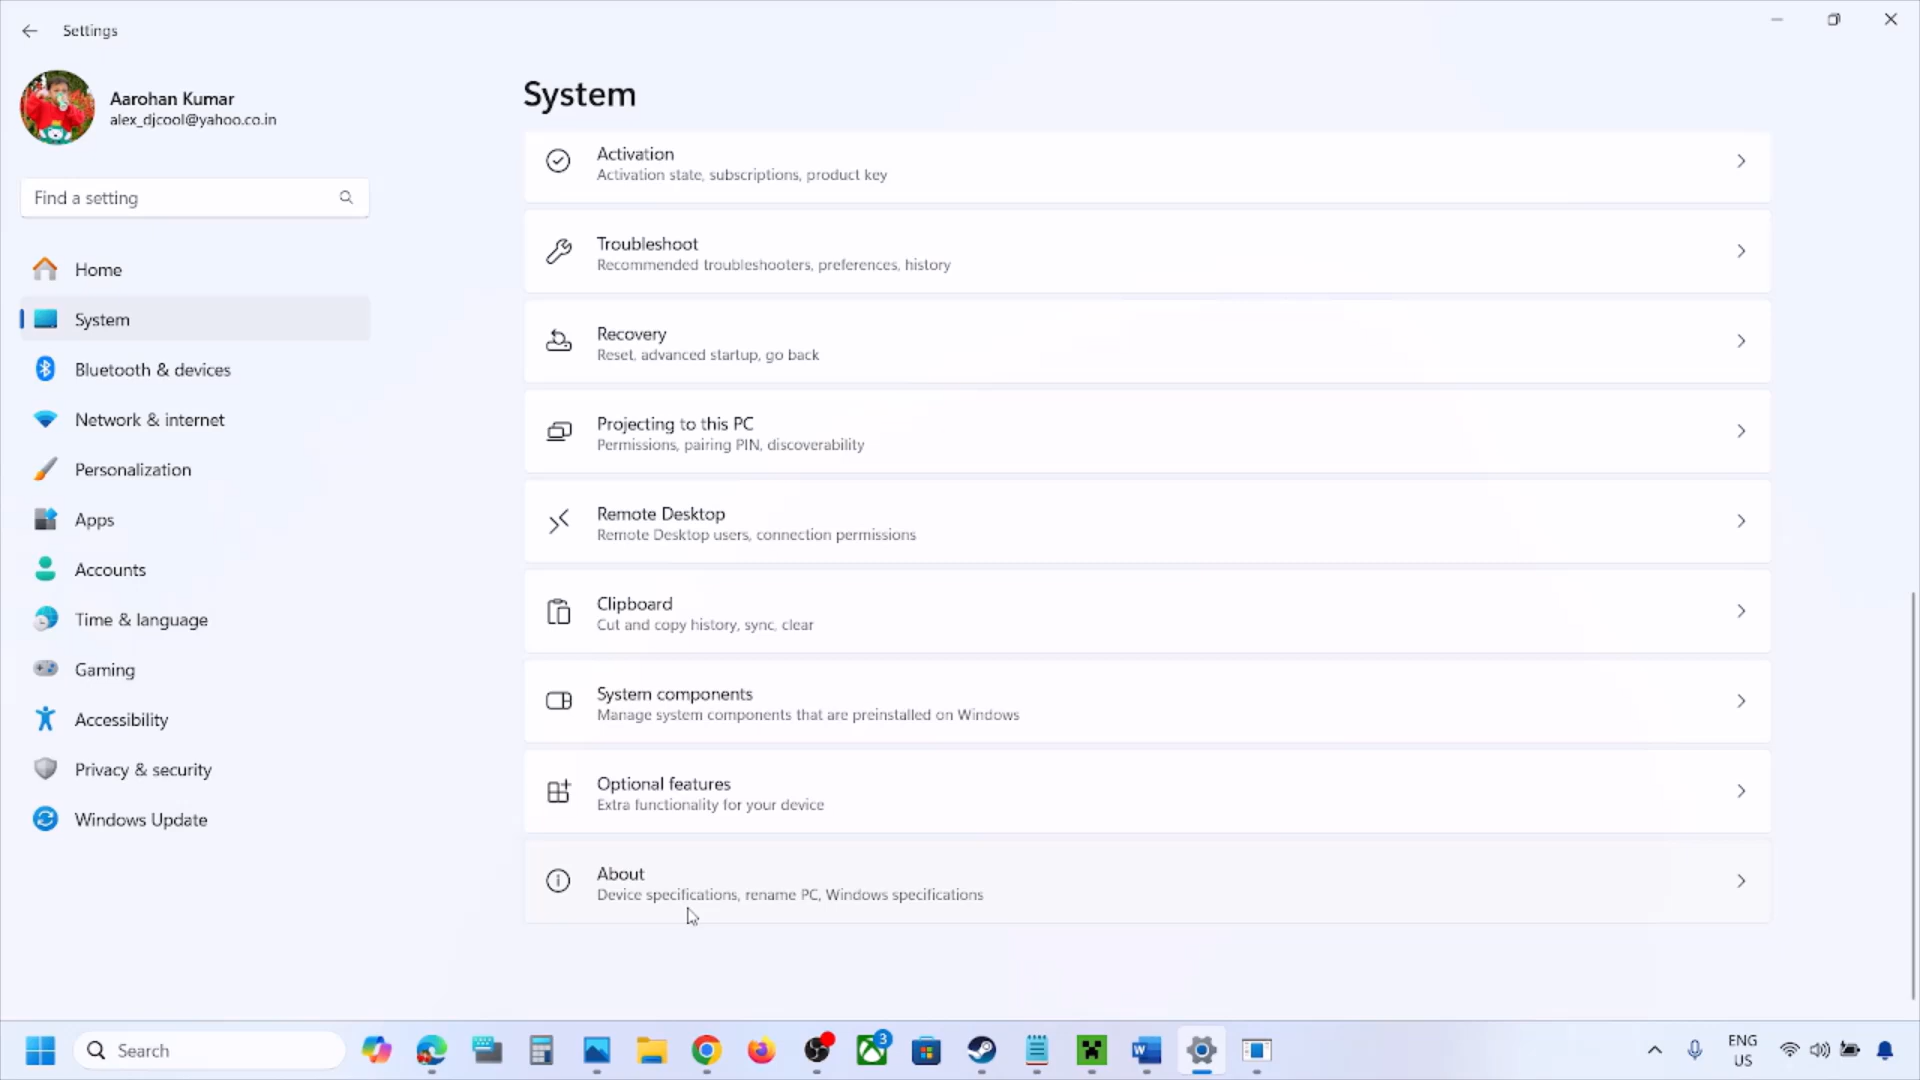 Settings
Aarohan Kumar
alex_djcool@yahoo.co.in
Find a setting
Home
System
Bluetooth & devices
Network & internet
Personalization
Apps
Accounts
Time & language
Gaming
Accessibility
Privacy & security
Windows Update
System
Activation
Activation state, subscriptions, product key
Troubleshoot
Recommended troubleshooters, preferences, history
Recovery
Reset, advanced startup, go back
Projecting to this PC
Permissions, pairing PIN, discoverability
Remote Desktop
Remote Desktop users, connection permissions
Clipboard
Cut and copy history, sync, clear
System components
Manage system components that are preinstalled on Windows
Optional features
Extra functionality for your device
About
Device specifications, rename PC, Windows specifications
Search
3
W
ENG
US